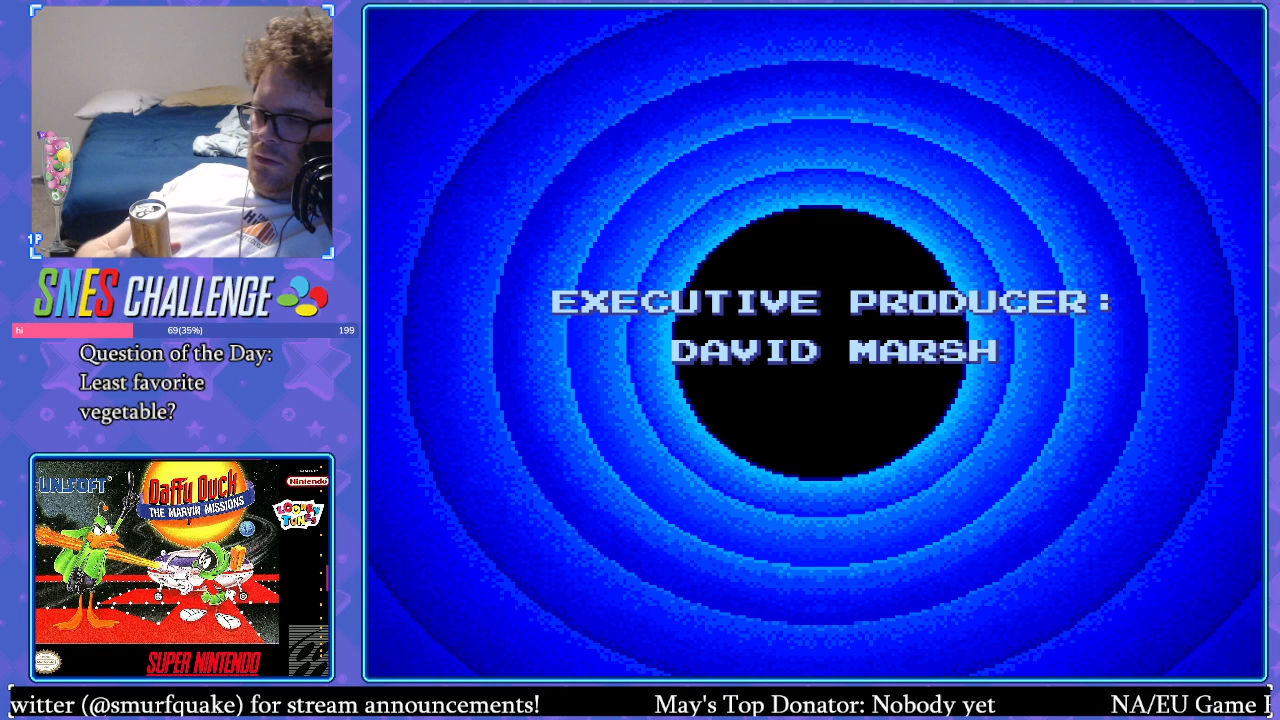 1P
SNES CHALLENGE
hi 69(35%) 199
Question of the Day:
Least favorite
vegetable?
SUNSOFT
Daffy Duck
THE MARVIN MISSIONS
Nintendo
LOONEY
TUNES
SUPER NINTENDO
EXECUTIVE PRODUCER:
DAVID MARSH
witter (@smurfquake) for stream announcements! May's Top Donator: Nobody yet NA/EU Game